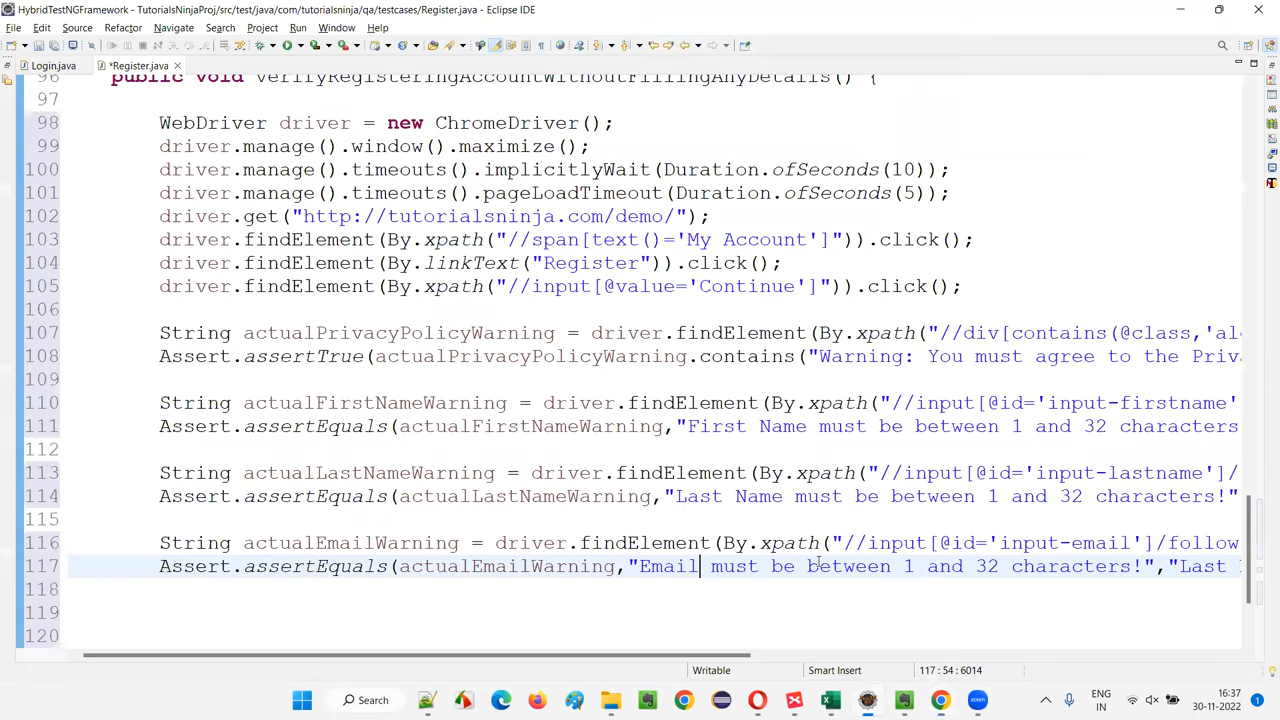 HybridTestNGFramework - TutorialsNinjaProj/src/test/java/com/tutorialsninja/qa/testcases/Register.java - Eclipse IDE
File Edit Source Refactor Navigate Search Project Run Window Help
Login.java *Register.java
96 public void verifyRegisteringAccountWithoutFillingAnyDetails() {
97
98 WebDriver driver = new ChromeDriver();
99 driver.manage().window().maximize();
100 driver.manage().timeouts().implicitlyWait(Duration.ofSeconds(10));
101 driver.manage().timeouts().pageLoadTimeout(Duration.ofSeconds(5));
102 driver.get("http://tutorialsninja.com/demo/");
103 driver.findElement(By.xpath("//span[text()='My Account']")).click();
104 driver.findElement(By.linkText("Register")).click();
105 driver.findElement(By.xpath("//input[@value='Continue']")).click();
106
107 String actualPrivacyPolicyWarning = driver.findElement(By.xpath("//div[contains(@class,'ale
108 Assert.assertTrue(actualPrivacyPolicyWarning.contains("Warning: You must agree to the Priva
109
110 String actualFirstNameWarning = driver.findElement(By.xpath("//input[@id='input-firstname'
111 Assert.assertEquals(actualFirstNameWarning,"First Name must be between 1 and 32 characters
112
113 String actualLastNameWarning = driver.findElement(By.xpath("//input[@id='input-lastname']/
114 Assert.assertEquals(actualLastNameWarning,"Last Name must be between 1 and 32 characters!"
115
116 String actualEmailWarning = driver.findElement(By.xpath("//input[@id='input-email']/follow
117 Assert.assertEquals(actualEmailWarning,"Email must be between 1 and 32 characters!","Last
118
119
120
Writable Smart Insert 117 : 54 : 6014
Search
ENG
IN
16:37
30-11-2022
zoom